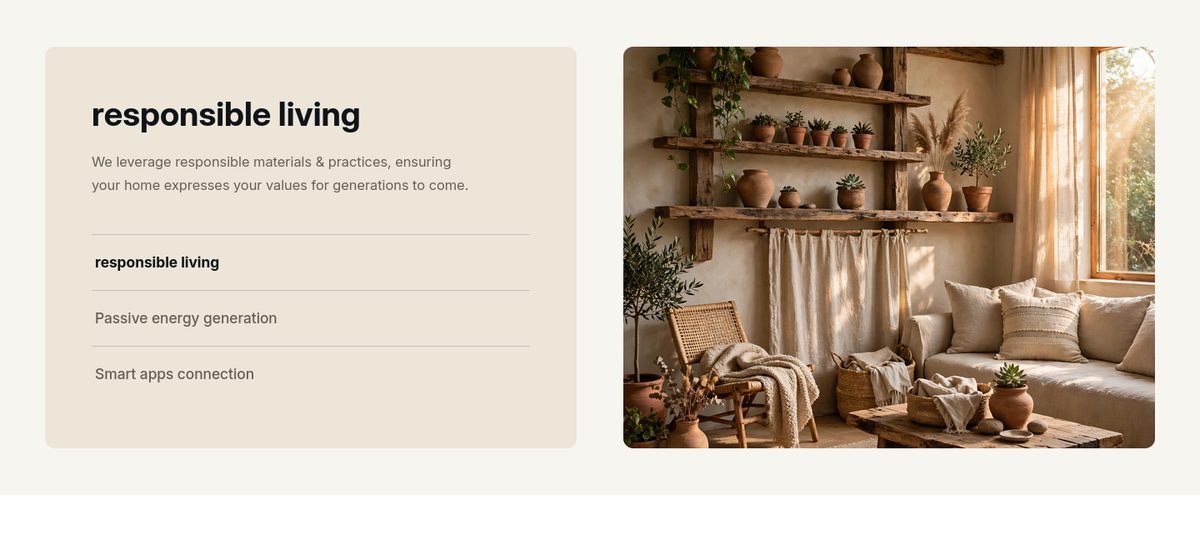 responsible living
We leverage responsible materials & practices, ensuring
your home expresses your values for generations to come.
responsible living
Passive energy generation
Smart apps connection